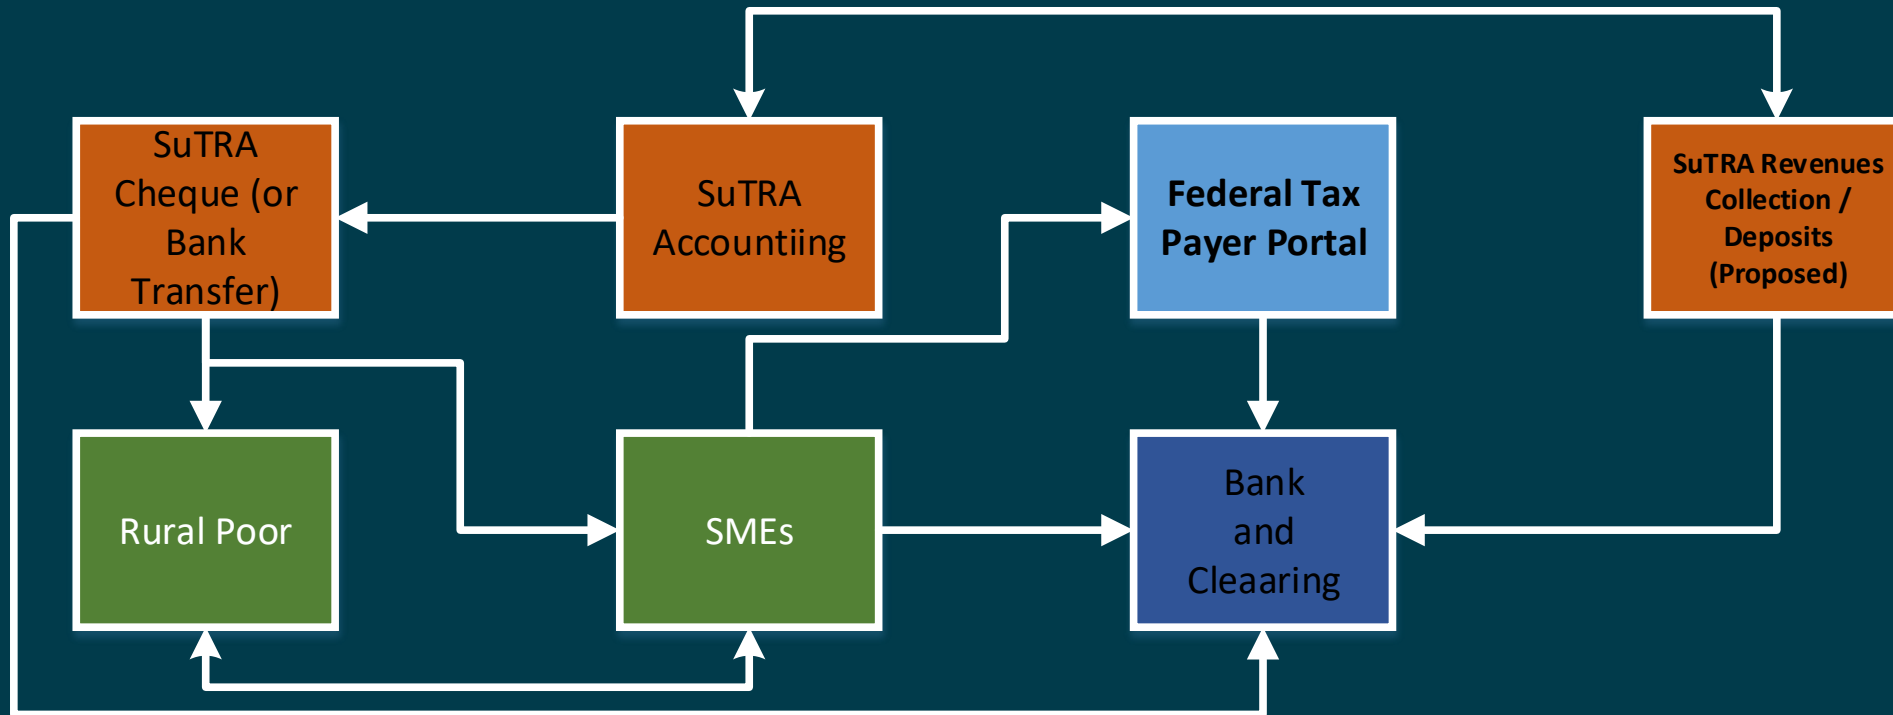 SuTRA
Cheque (or
Bank
Transfer)
SuTRA
Accountiing
Federal Tax
Payer Portal
SuTRA Revenues
Collection /
Deposits
(Proposed)
Rural Poor
SMEs
Bank
and
Cleaaring